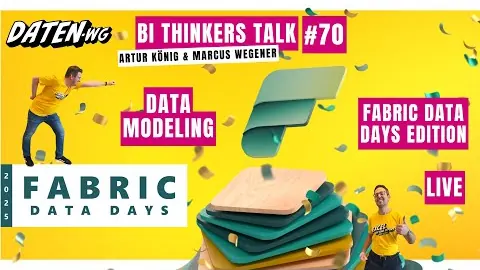 DATEN WG
BI THINKERS TALK #70
ARTUR KÖNIG & MARCUS WEGENER
DATA
MODELING
FABRIC DATA
DAYS EDITION
LIVE
2025
FABRIC
DATA DAYS